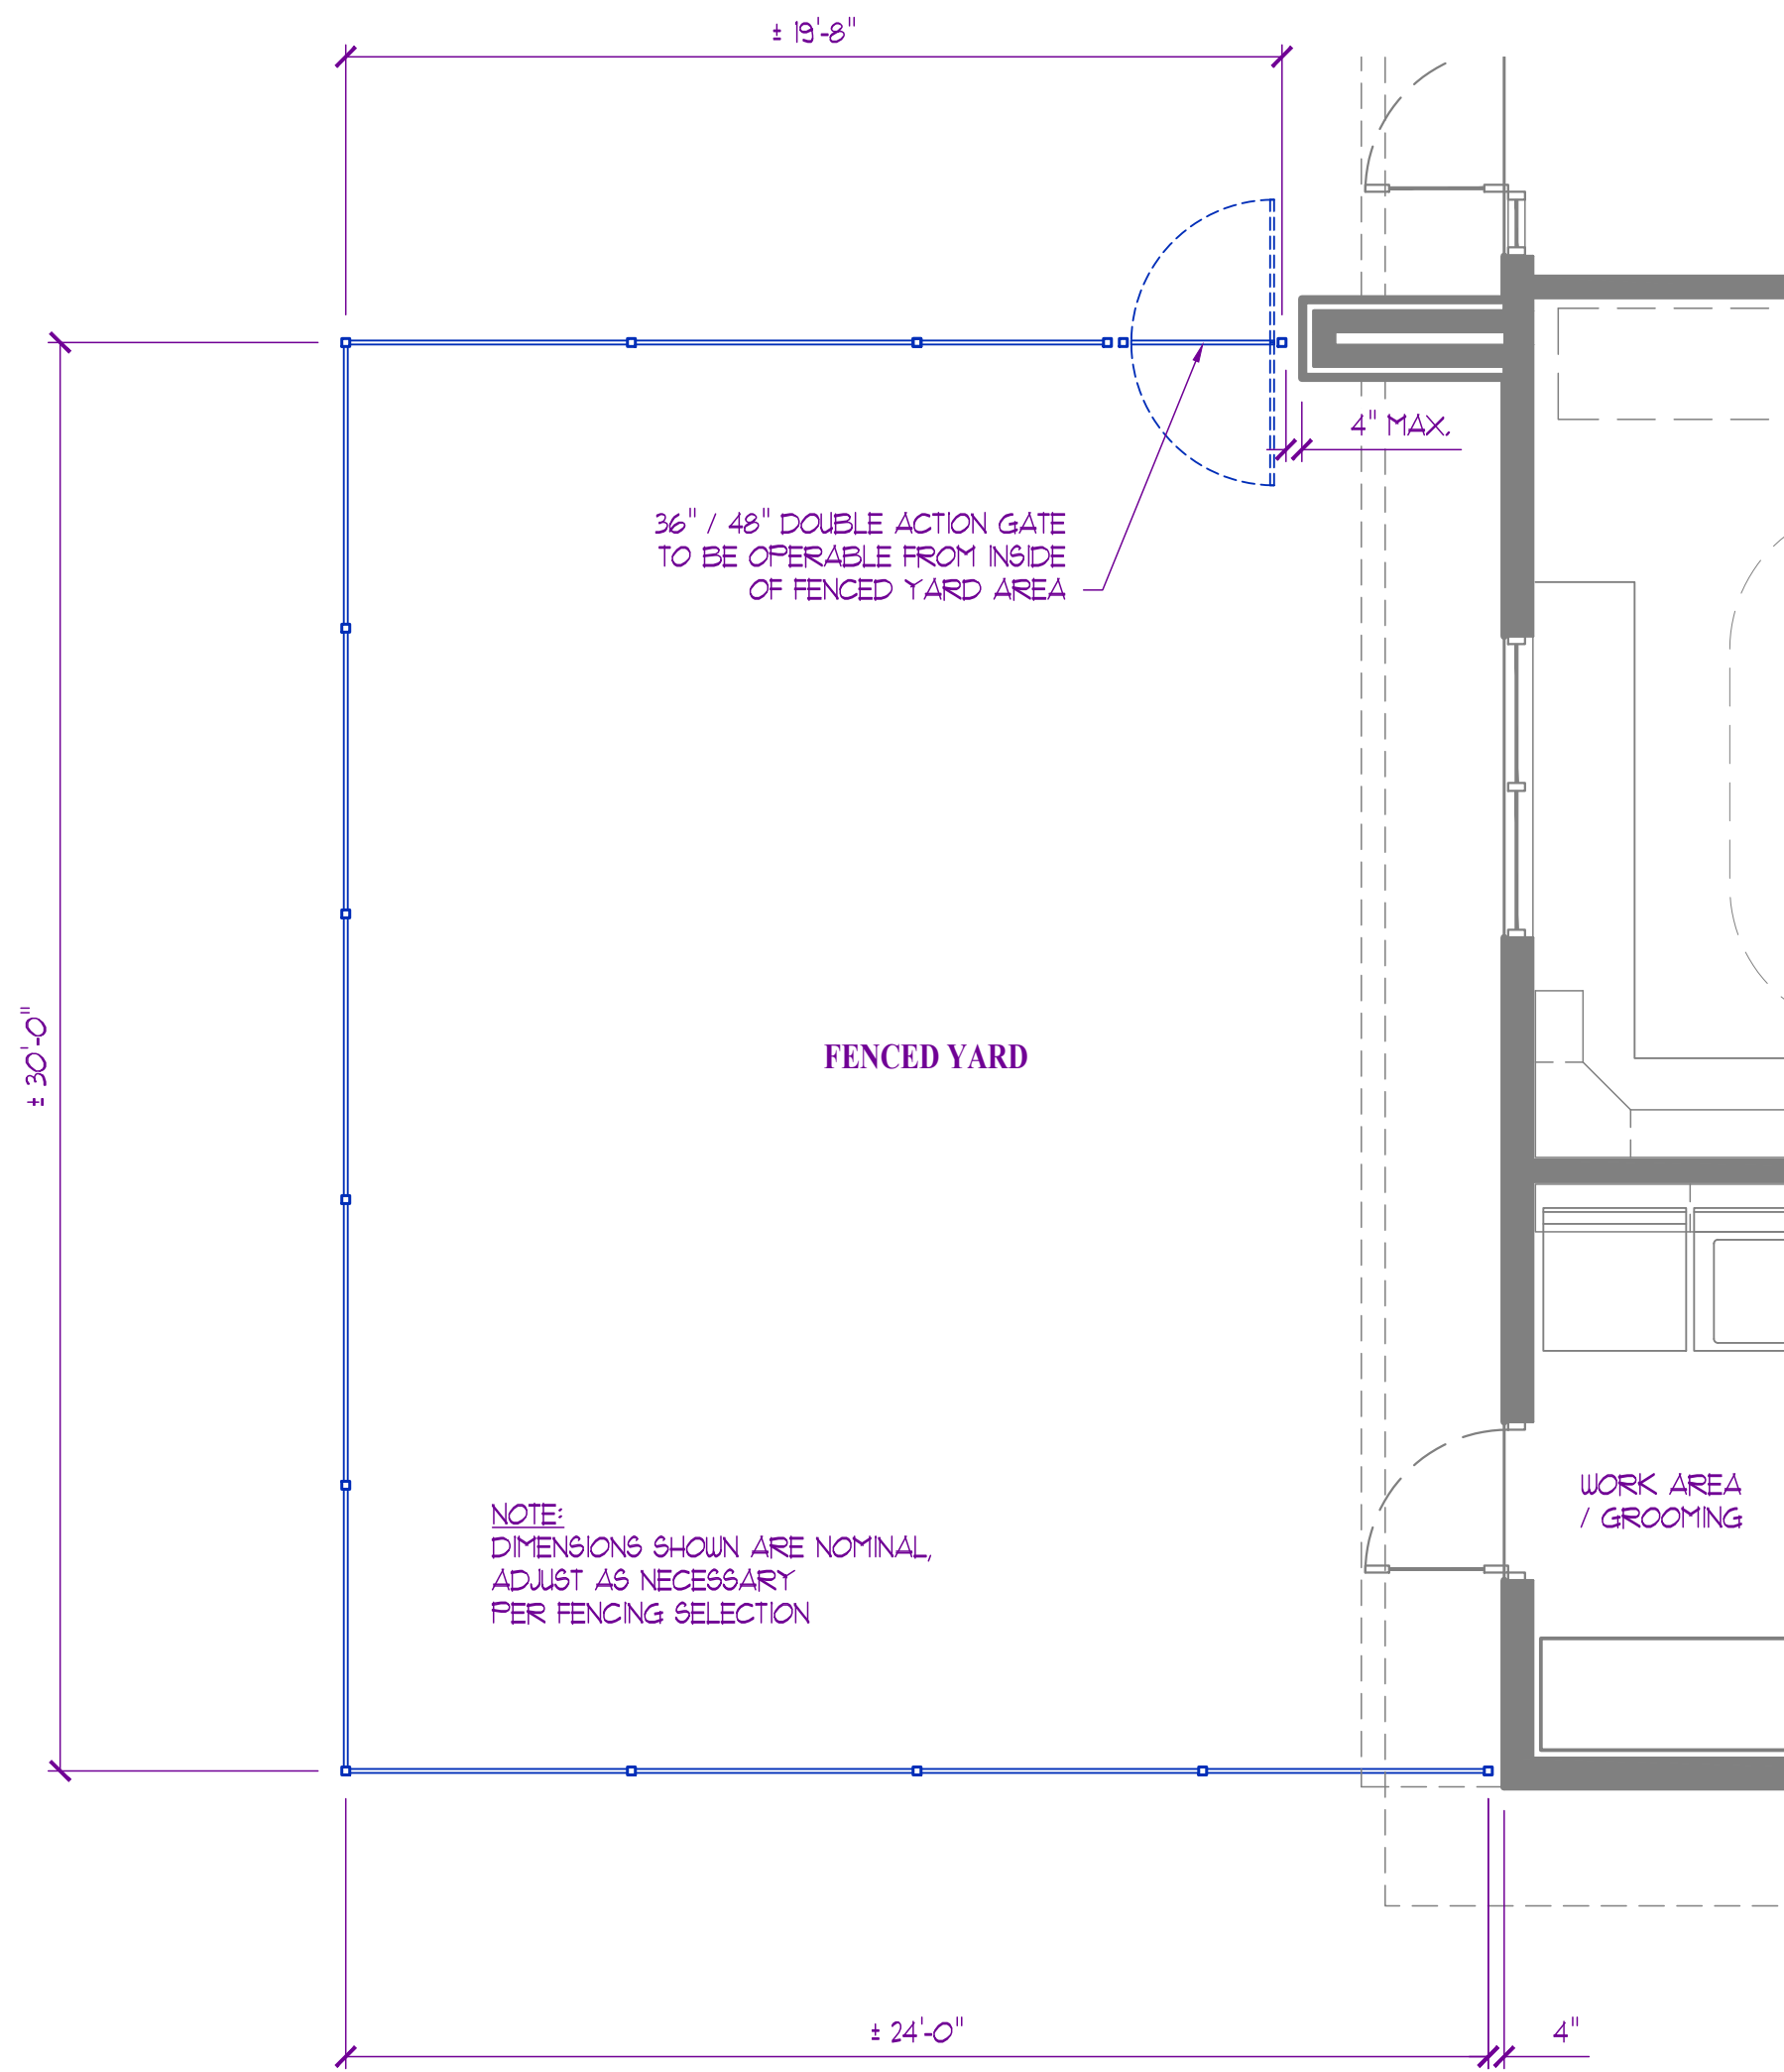 ± 19'-8"
4" MAX.
36" / 48" DOUBLE ACTION GATE
TO BE OPERABLE FROM INSIDE
OF FENCED YARD AREA
± 30'-0"
FENCED YARD
WORK AREA
/ GROOMING
NOTE:
DIMENSIONS SHOWN ARE NOMINAL,
ADJUST AS NECESSARY
PER FENCING SELECTION
± 24'-0"
4"